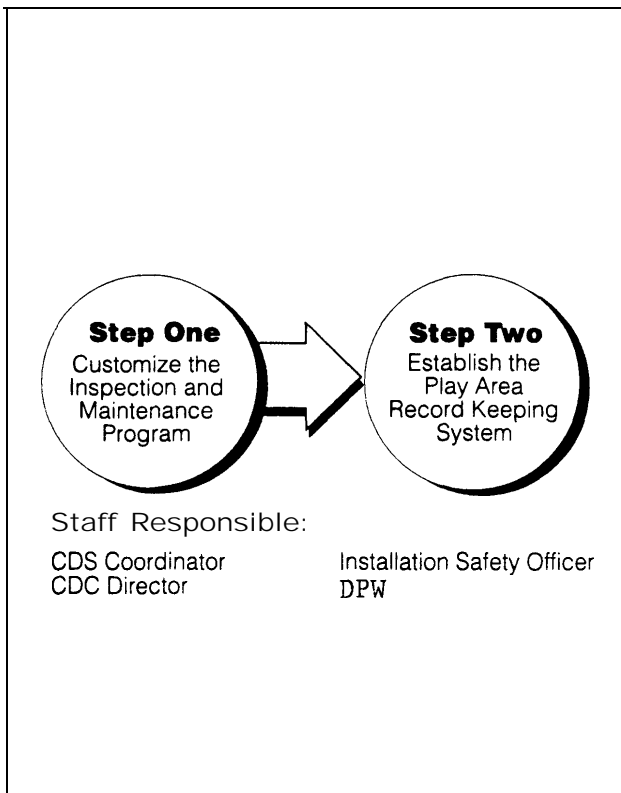 Step One
Customize the
Inspection and
Maintenance
Program
Step Two
Establish the
Play Area
Record Keeping
System
Staff Responsible:
CDS Coordinator
CDC Director
Installation Safety Officer
DPW